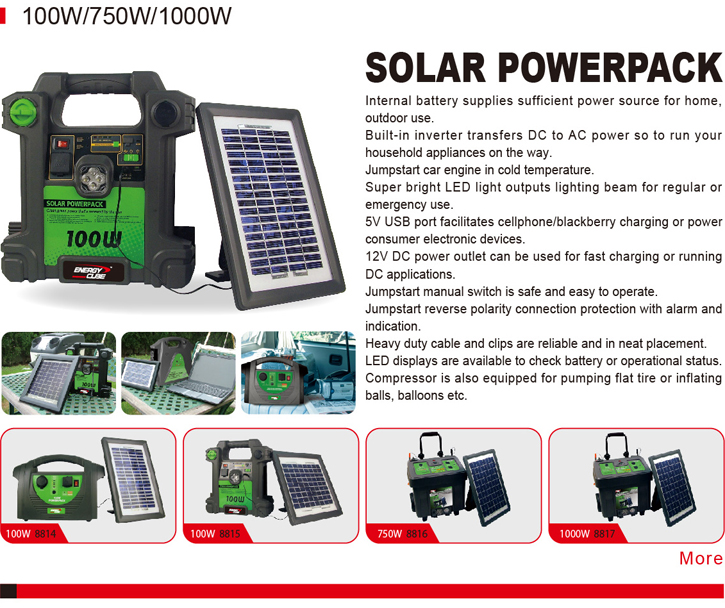 100W/750W/1000W
SOLAR POWERPACK
Internal battery supplies sufficient power source for home,
outdoor use.
Built-in inverter transfers DC to AC power so to run your
household appliances on the way.
Jumpstart car engine in cold temperature.
Super bright LED light outputs lighting beam for regular or
emergency use.
5V USB port facilitates cellphone/blackberry charging or power
consumer electronic devices.
12V DC power outlet can be used for fast charging or running
DC applications.
Jumpstart manual switch is safe and easy to operate.
Jumpstart reverse polarity connection protection with alarm and
indication.
Heavy duty cable and clips are reliable and in neat placement.
LED displays are available to check battery or operational status.
Compressor is also equipped for pumping flat tire or inflating
balls, balloons etc.
SOLAR POWERPACK
100W
ENERGY
CUBE
100W
100W
100W 8814
100W 8815
750W 8816
1000W 8817
More